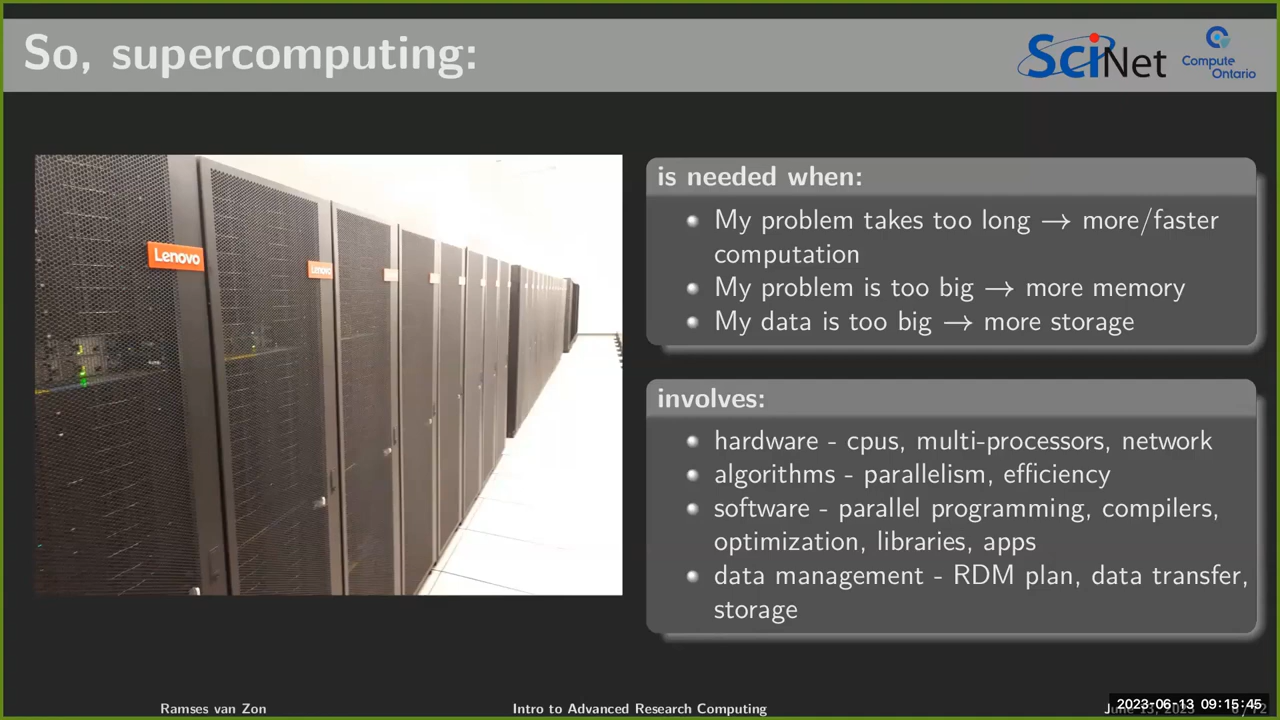 So, supercomputing:
SciNet
Compute
Ontario
Lenovo
Lenovo
is needed when:
My problem takes too long → more/faster
computation
My problem is too big → more memory
My data is too big → more storage
involves:
hardware - cpus, multi-processors, network
algorithms - parallelism, efficiency
software - parallel programming, compilers,
optimization, libraries, apps
data management - RDM plan, data transfer,
storage
Ramses van Zon
Intro to Advanced Research Computing
2023-06-13 09:15:45